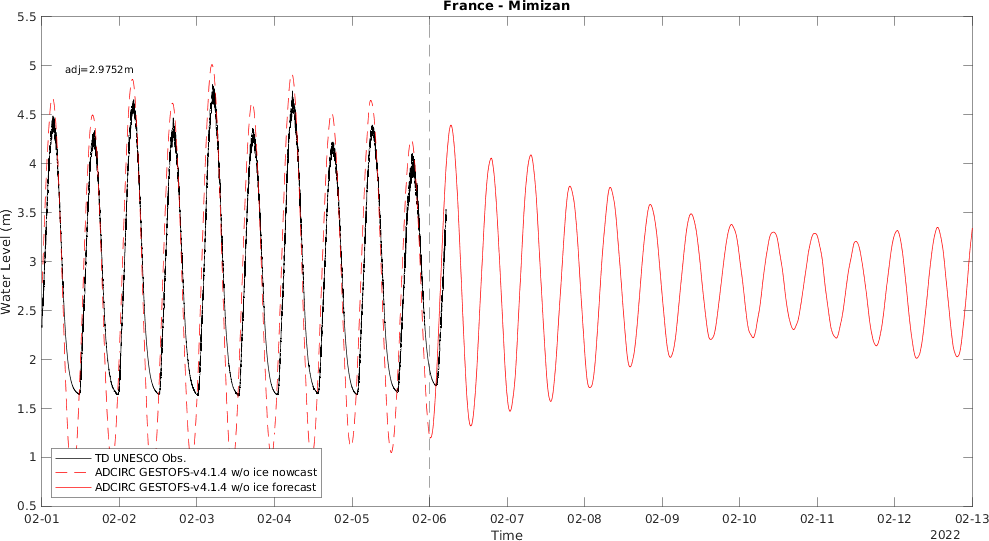 France - Mimizan
adj=2.9752m
Water Level (m)
5.5
5
4.5
4
3.5
3
2.5
2
1.5
1
0.5
TD UNESCO Obs.
ADCIRC GESTOFS-v4.1.4 w/o ice nowcast
ADCIRC GESTOFS-v4.1.4 w/o ice forecast
02-01 02-02 02-03 02-04 02-05 02-06 02-07 02-08 02-09 02-10 02-11 02-12 02-13
Time
2022